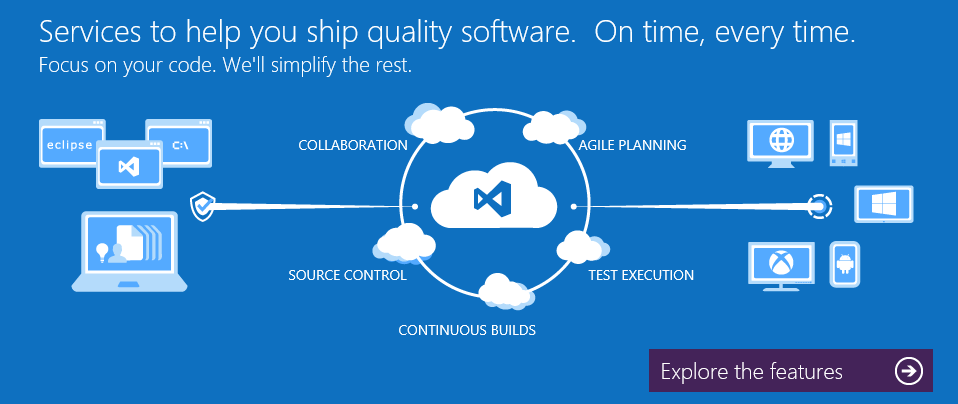 Services to help you ship quality software.  On time, every time.
Focus on your code. We'll simplify the rest.
eclipse
C:\
COLLABORATION
AGILE PLANNING
SOURCE CONTROL
TEST EXECUTION
CONTINUOUS BUILDS
Explore the features